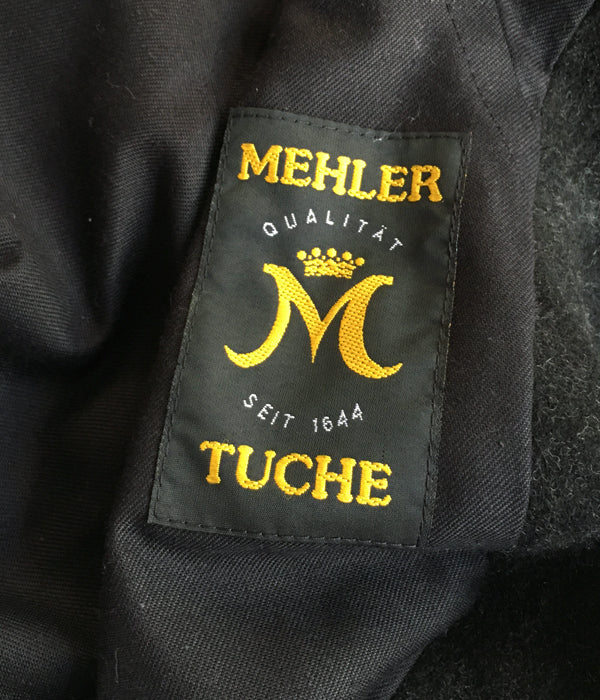 MEHLER
QUALITÄT
M
SEIT 1644
TUCHE